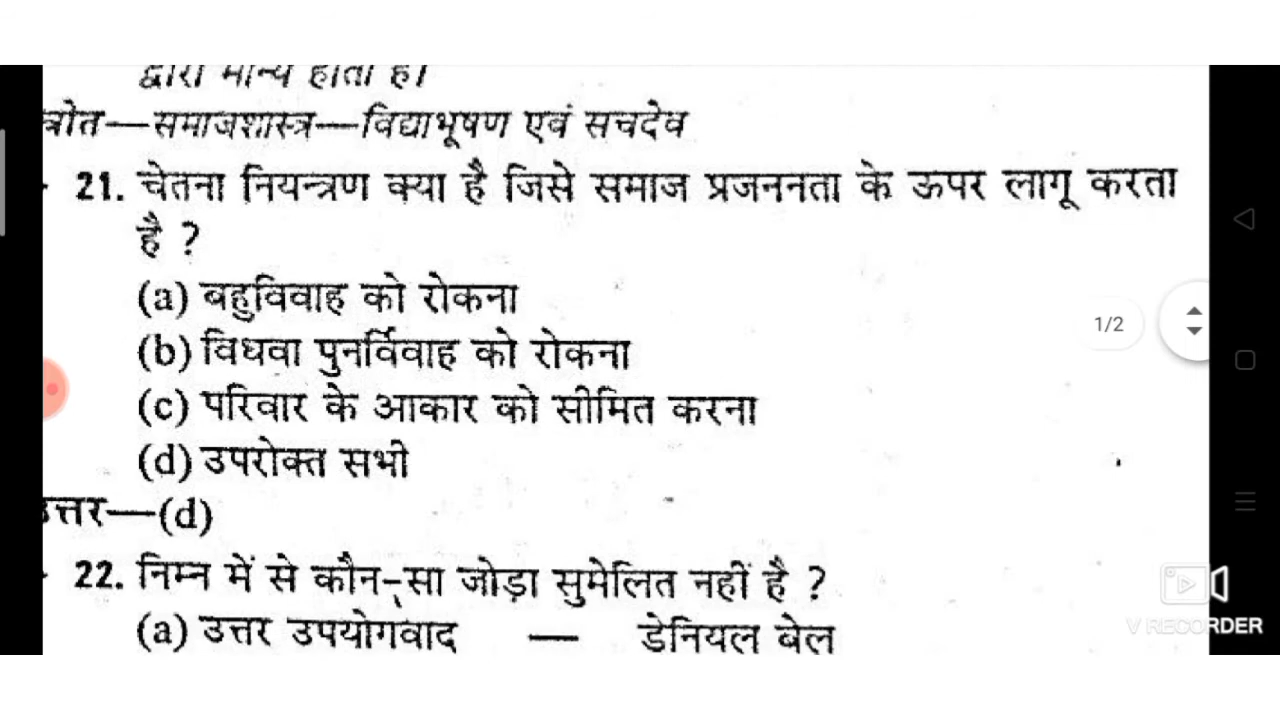 द्वारा मान्य होता है।
त्रोत—समाजशास्त्र—विद्याभूषण एवं सचदेव
21. चेतना नियन्त्रण क्या है जिसे समाज प्रजननता के ऊपर लागू करता
है ?
(a) बहुविवाह को रोकना
(b) विधवा पुनर्विवाह को रोकना
(c) परिवार के आकार को सीमित करना
1/2
(d) उपरोक्त सभी
उत्तर—(d)
22. निम्न में से कौन-सा जोड़ा सुमेलित नहीं है ?
(a) उत्तर उपयोगवाद — डेनियल बेल
V RECORDER